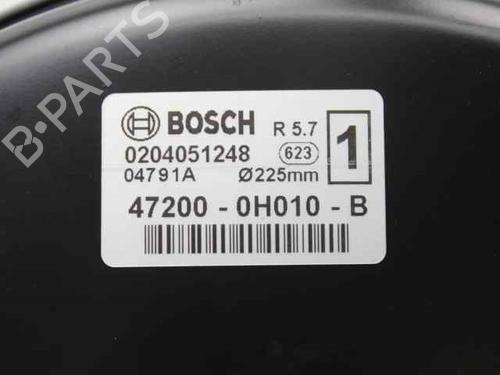 B-PARTS
BOSCH R 5.7 1
0204051248 623
04791A Ø225mm
47200 - 0H010 - B